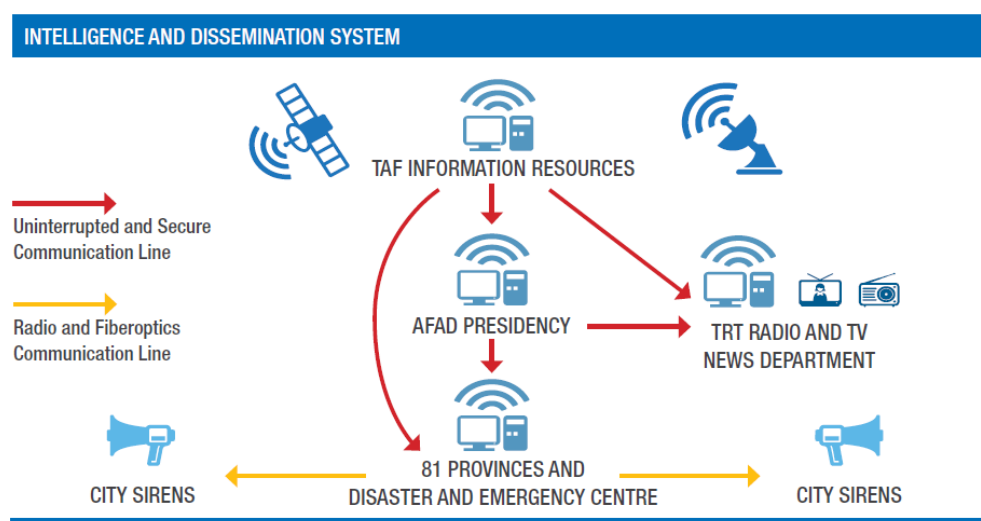 INTELLIGENCE AND DISSEMINATION SYSTEM
TAF INFORMATION RESOURCES
Uninterrupted and Secure
Communication Line
Radio and Fiberoptics
Communication Line
AFAD PRESIDENCY
TRT RADIO AND TV
NEWS DEPARTMENT
81 PROVINCES AND
DISASTER AND EMERGENCY CENTRE
CITY SIRENS
CITY SIRENS